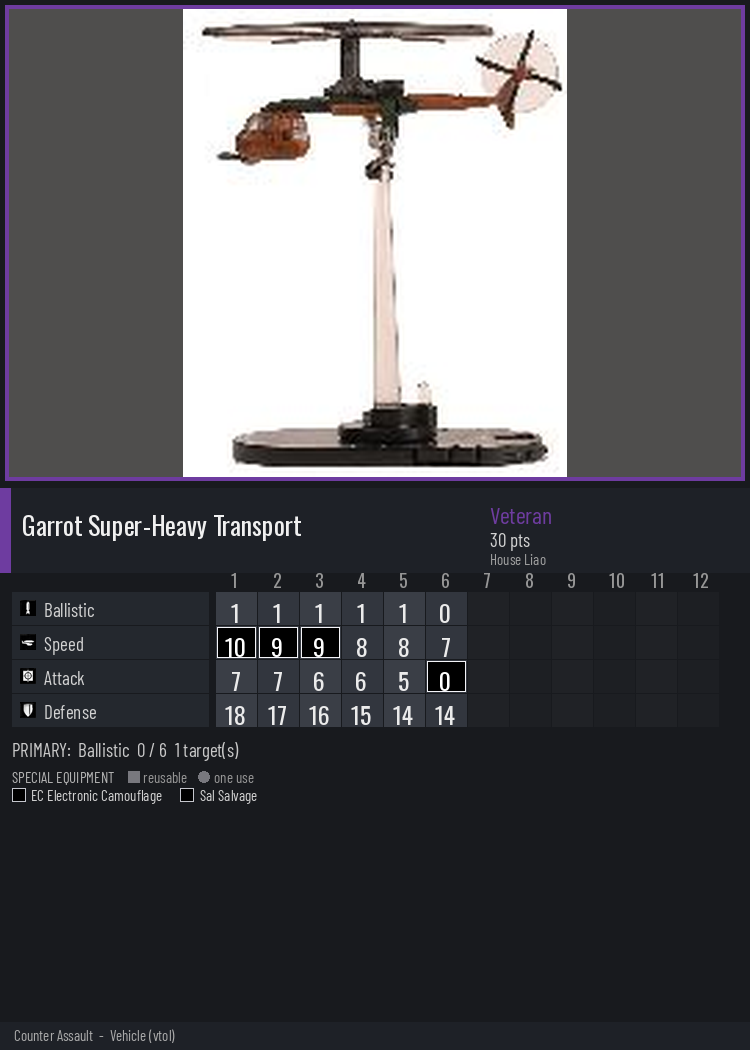 Garrot Super-Heavy Transport
Veteran
30 pts
House Liao
1 2 3 4 5 6 7 8 9 10 11 12
Ballistic 1 1 1 1 1 0
Speed 10 9 9 8 8 7
Attack 7 7 6 6 5 0
Defense 18 17 16 15 14 14
PRIMARY: Ballistic 0 / 6 1 target(s)
SPECIAL EQUIPMENT reusable one use
EC Electronic Camouflage Sal Salvage
Counter Assault - Vehicle (vtol)